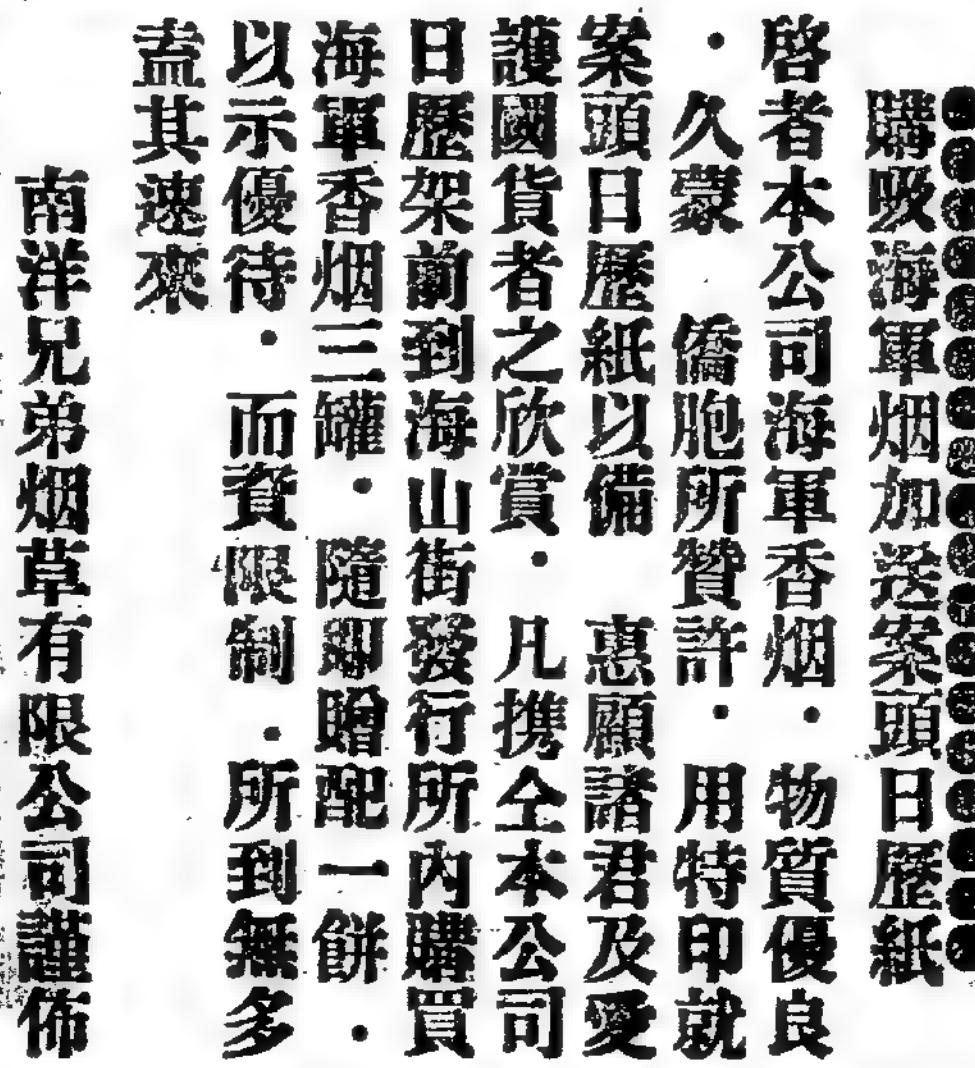 購吸海軍烟加送案頭日歷紙
啓者本公司海軍香烟・物質優良
・久蒙　僑胞所贊許・用特印就
案頭日歷紙以備　惠顧諸君及愛
護國貨者之欣賞・凡携仝本公司
日歷架前到海山街發行所內購買
海軍香烟三罐・隨卽贈配一餅・
以示優待・而資限制・所到無多
盍其速來
南洋兄弟烟草有限公司謹佈